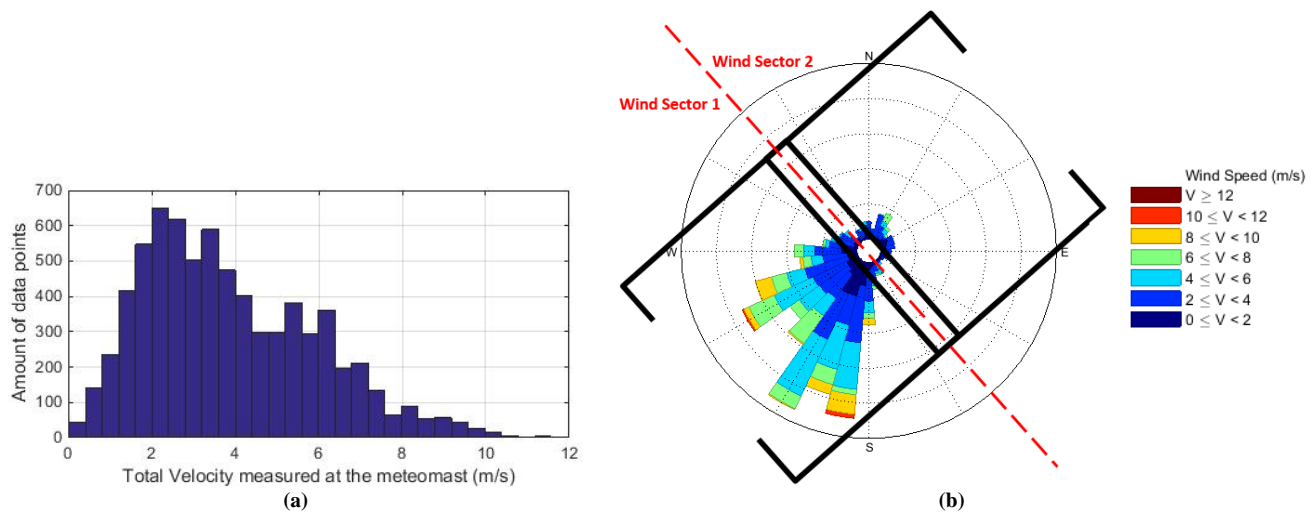 700
600
500
400
300
200
100
0
0 2 4 6 8 10 12
Amount of data points
Total Velocity measured at the meteomast (m/s)
(a)
Wind Sector 2
Wind Sector 1
N
W
E
S
Wind Speed (m/s)
V ≥ 12
10 ≤ V < 12
8 ≤ V < 10
6 ≤ V < 8
4 ≤ V < 6
2 ≤ V < 4
0 ≤ V < 2
(b)